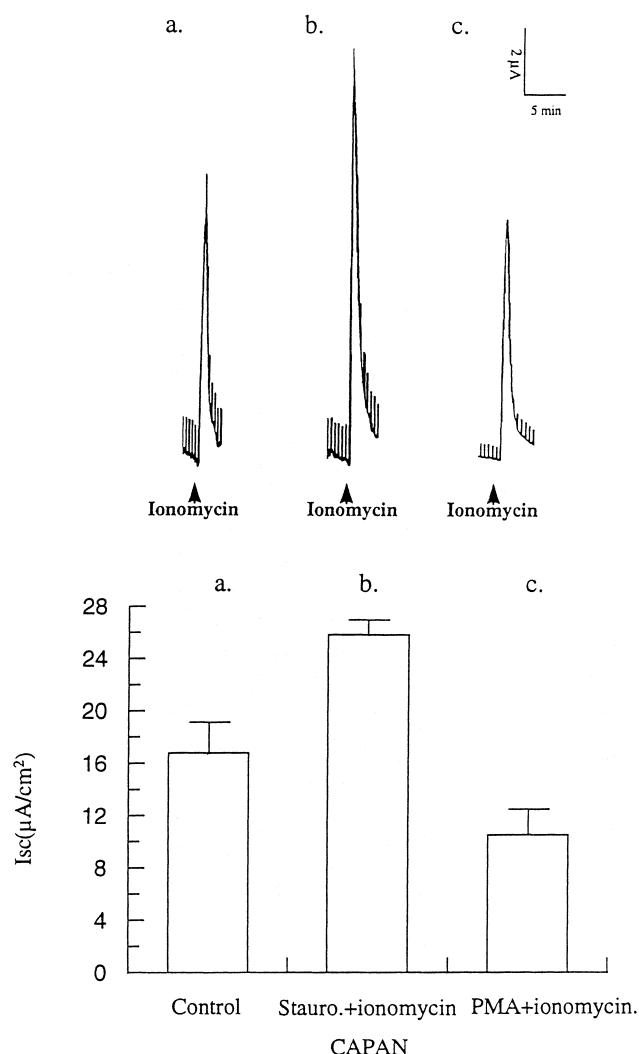 a. b. c.
2 μA
5 min
Ionomycin Ionomycin Ionomycin
a. b. c.
28
24
20
16
12
8
4
0
Isc(μA/cm²)
Control Stauro.+ionomycin PMA+ionomycin.
CAPAN